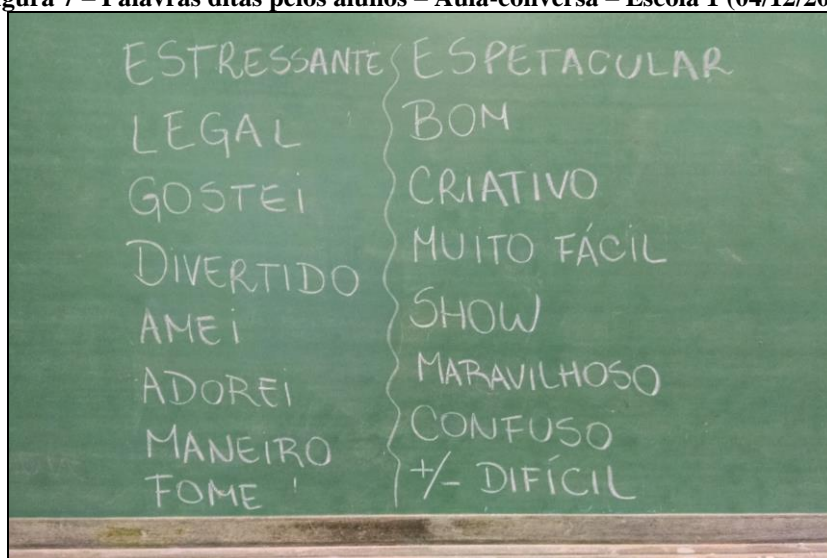 Figura 7 – Palavras ditas pelos alunos – Aula-conversa – Escola 1 (04/12/20
ESTRESSANTE
LEGAL
GOSTEI
DIVERTIDO
AMEI
ADOREI
MANEIRO
FOME
ESPETACULAR
BOM
CRIATIVO
MUITO FÁCIL
SHOW
MARAVILHOSO
CONFUSO
+/- DIFÍCIL